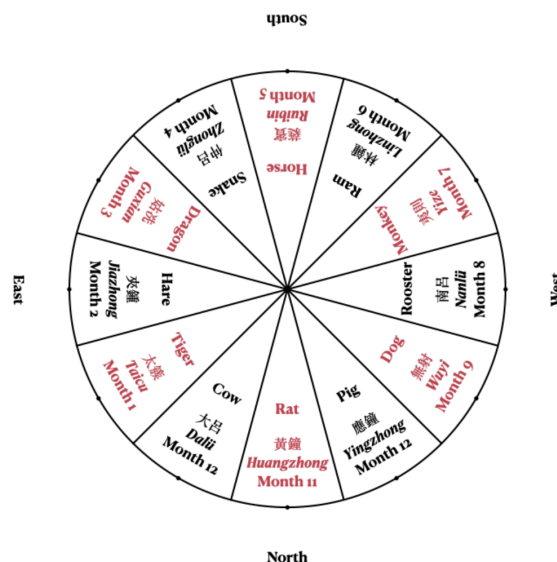 South
Month 5
Ruibin
蕤賓
Horse
Month 6
Linzhong
林鍾
Ram
Month 7
Yize
夷則
Monkey
West
Month 8
Nanlü
南呂
Rooster
Month 9
Wuyi
無射
Dog
Pig
應鐘
Yingzhong
Month 12
Rat
黃鐘
Huangzhong
Month 11
North
Cow
大呂
Dalü
Month 12
Tiger
太簇
Taicu
Month 1
East
Hare
夾鍾
Jiazhong
Month 2
Dragon
姑洗
Guxian
Month 3
Month 4
Zhonglü
仲呂
Snake